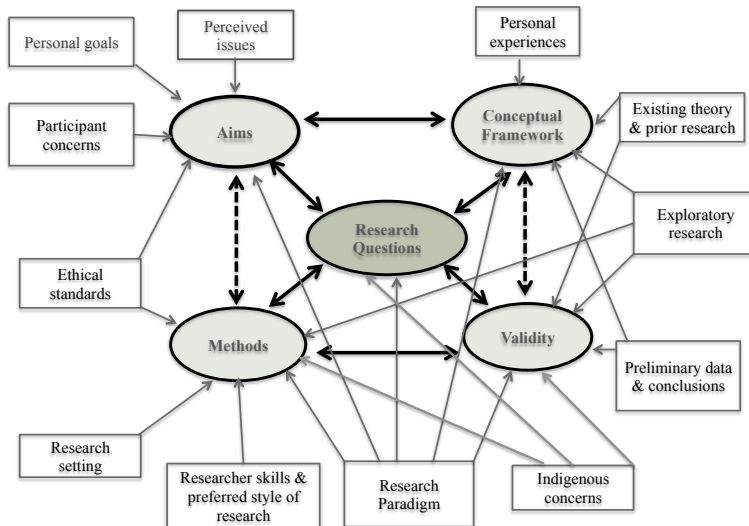 Personal goals
Perceived
issues
Personal
experiences
Participant
concerns
Aims
Conceptual
Framework
Existing theory
& prior research
Research
Questions
Exploratory
research
Ethical
standards
Methods
Validity
Preliminary data
& conclusions
Research
setting
Researcher skills &
preferred style of
research
Research
Paradigm
Indigenous
concerns